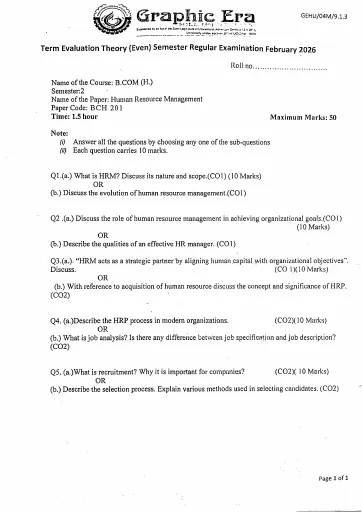 GEHU/04M/9.1.3
Graphic Era
Term Evaluation Theory (Even) Semester Regular Examination February 2026
Roll no.............................
Name of the Course: B.COM (H.)
Semester:2
Name of the Paper: Human Resource Management
Paper Code: BCH 201
Time: 1.5 hour Maximum Marks: 50
Note:
(i) Answer all the questions by choosing any one of the sub-questions
(ii) Each question carries 10 marks.
Q1.(a.) What is HRM? Discuss its nature and scope.(CO1) (10 Marks)
OR
(b.) Discuss the evolution of human resource management.(CO1)
Q2 .(a.) Discuss the role of human resource management in achieving organizational goals.(CO1)
(10 Marks)
OR
(b.) Describe the qualities of an effective HR manager. (CO1)
Q3.(a.)- "HRM acts as a strategic partner by aligning human capital with organizational objectives".
Discuss. (CO 1)(10 Marks)
OR
(b.) With reference to acquisition of human resource discuss the concept and significance of HRP.
(CO2)
Q4. (a.)Describe the HRP process in modern organizations. (CO2)(10 Marks)
OR
(b.) What is job analysis? Is there any difference between job specification and job description?
(CO2)
Q5. (a.)What is recruitment? Why it is important for companies? (CO2)( 10 Marks)
OR
(b.) Describe the selection process. Explain various methods used in selecting candidates. (CO2)
Page 1 of 1